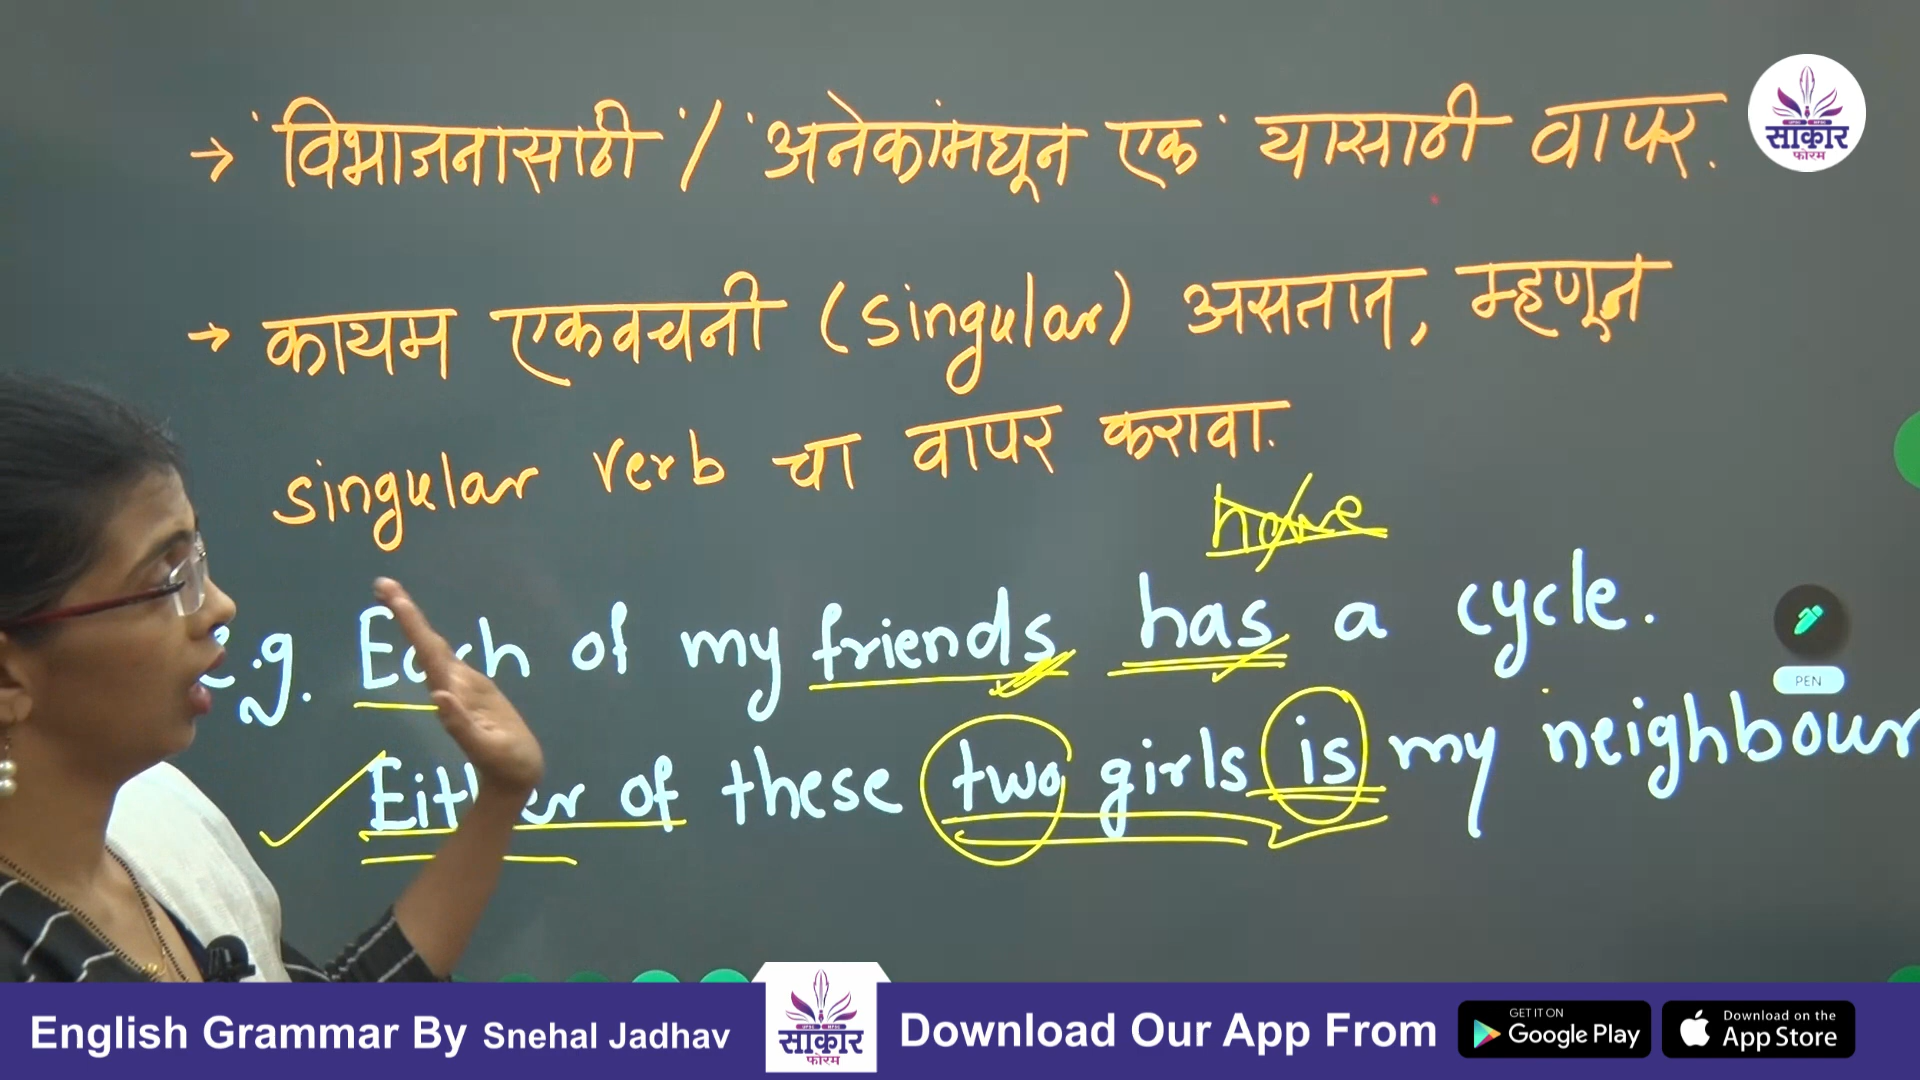 → 'विभाजनासाठी' / 'अनेकांमधून एक' यासाठी वापर.
→ कायम एकवचनी (singular) असतात, म्हणून
singular verb चा वापर करावा.
have
e.g. Each of my friends has a cycle.
Either of these two girls is my neighbour
PEN
साकार
फोरम
English Grammar By Snehal Jadhav
साकार
फोरम
Download Our App From
GET IT ON
Google Play
Download on the
App Store